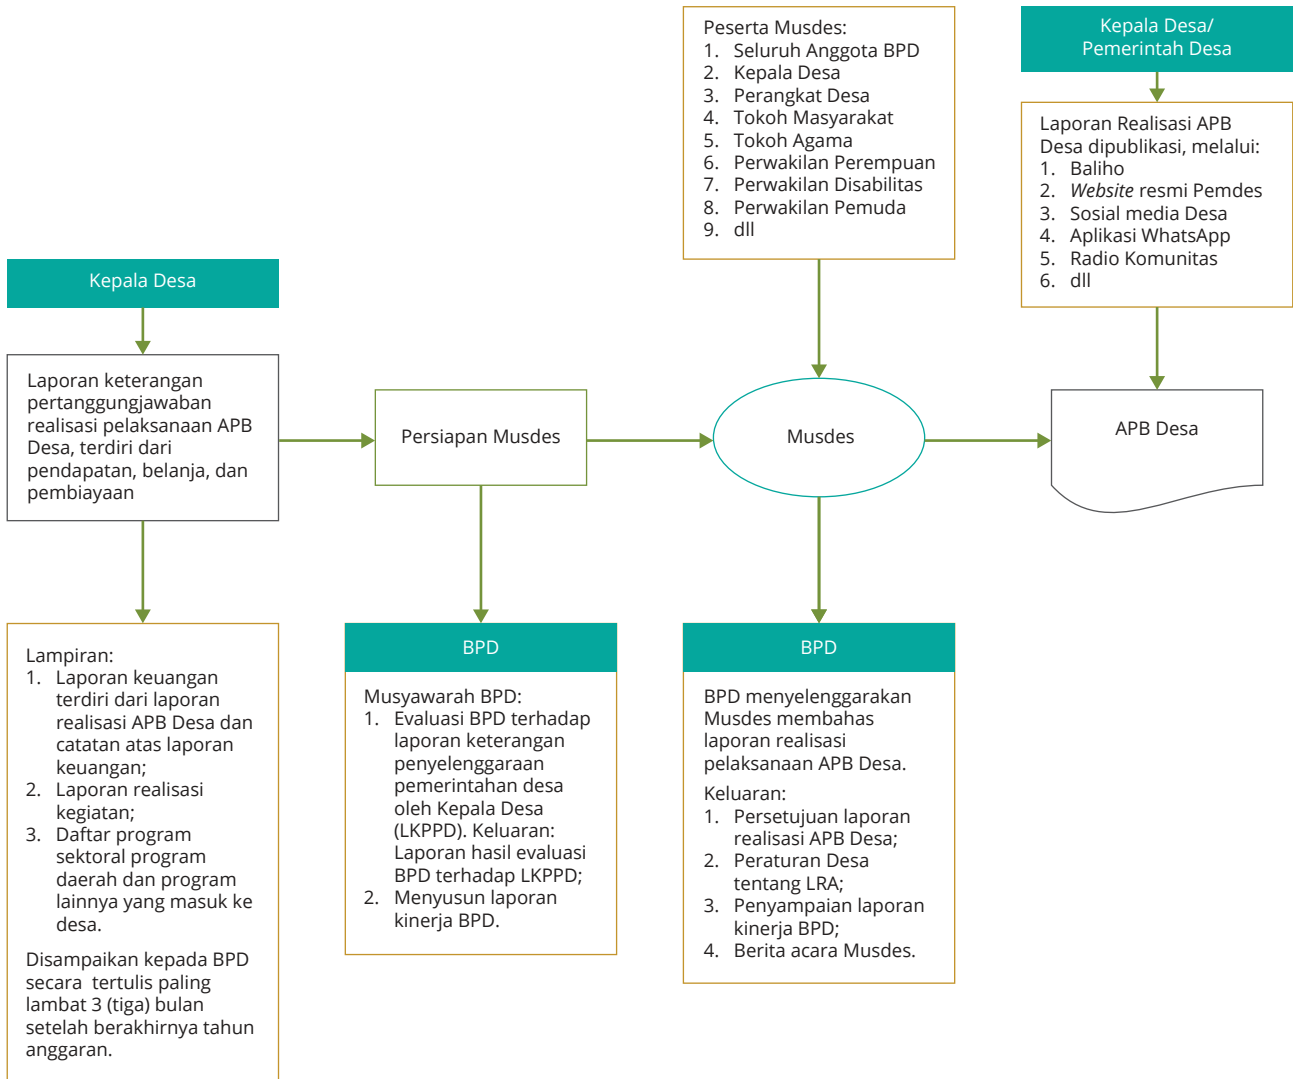 Kepala Desa
Laporan keterangan
pertanggungjawaban
realisasi pelaksanaan APB
Desa, terdiri dari
pendapatan, belanja, dan
pembiayaan
Lampiran:
1. Laporan keuangan
terdiri dari laporan
realisasi APB Desa dan
catatan atas laporan
keuangan;
2. Laporan realisasi
kegiatan;
3. Daftar program
sektoral program
daerah dan program
lainnya yang masuk ke
desa.
Disampaikan kepada BPD
secara tertulis paling
lambat 3 (tiga) bulan
setelah berakhirnya tahun
anggaran.
Persiapan Musdes
BPD
Musyawarah BPD:
1. Evaluasi BPD terhadap
laporan keterangan
penyelenggaraan
pemerintahan desa
oleh Kepala Desa
(LKPPD). Keluaran:
Laporan hasil evaluasi
BPD terhadap LKPPD;
2. Menyusun laporan
kinerja BPD.
Peserta Musdes:
1. Seluruh Anggota BPD
2. Kepala Desa
3. Perangkat Desa
4. Tokoh Masyarakat
5. Tokoh Agama
6. Perwakilan Perempuan
7. Perwakilan Disabilitas
8. Perwakilan Pemuda
9. dll
Musdes
BPD
BPD menyelenggarakan
Musdes membahas
laporan realisasi
pelaksanaan APB Desa.
Keluaran:
1. Persetujuan laporan
realisasi APB Desa;
2. Peraturan Desa
tentang LRA;
3. Penyampaian laporan
kinerja BPD;
4. Berita acara Musdes.
Kepala Desa/
Pemerintah Desa
Laporan Realisasi APB
Desa dipublikasi, melalui:
1. Baliho
2. Website resmi Pemdes
3. Sosial media Desa
4. Aplikasi WhatsApp
5. Radio Komunitas
6. dll
APB Desa